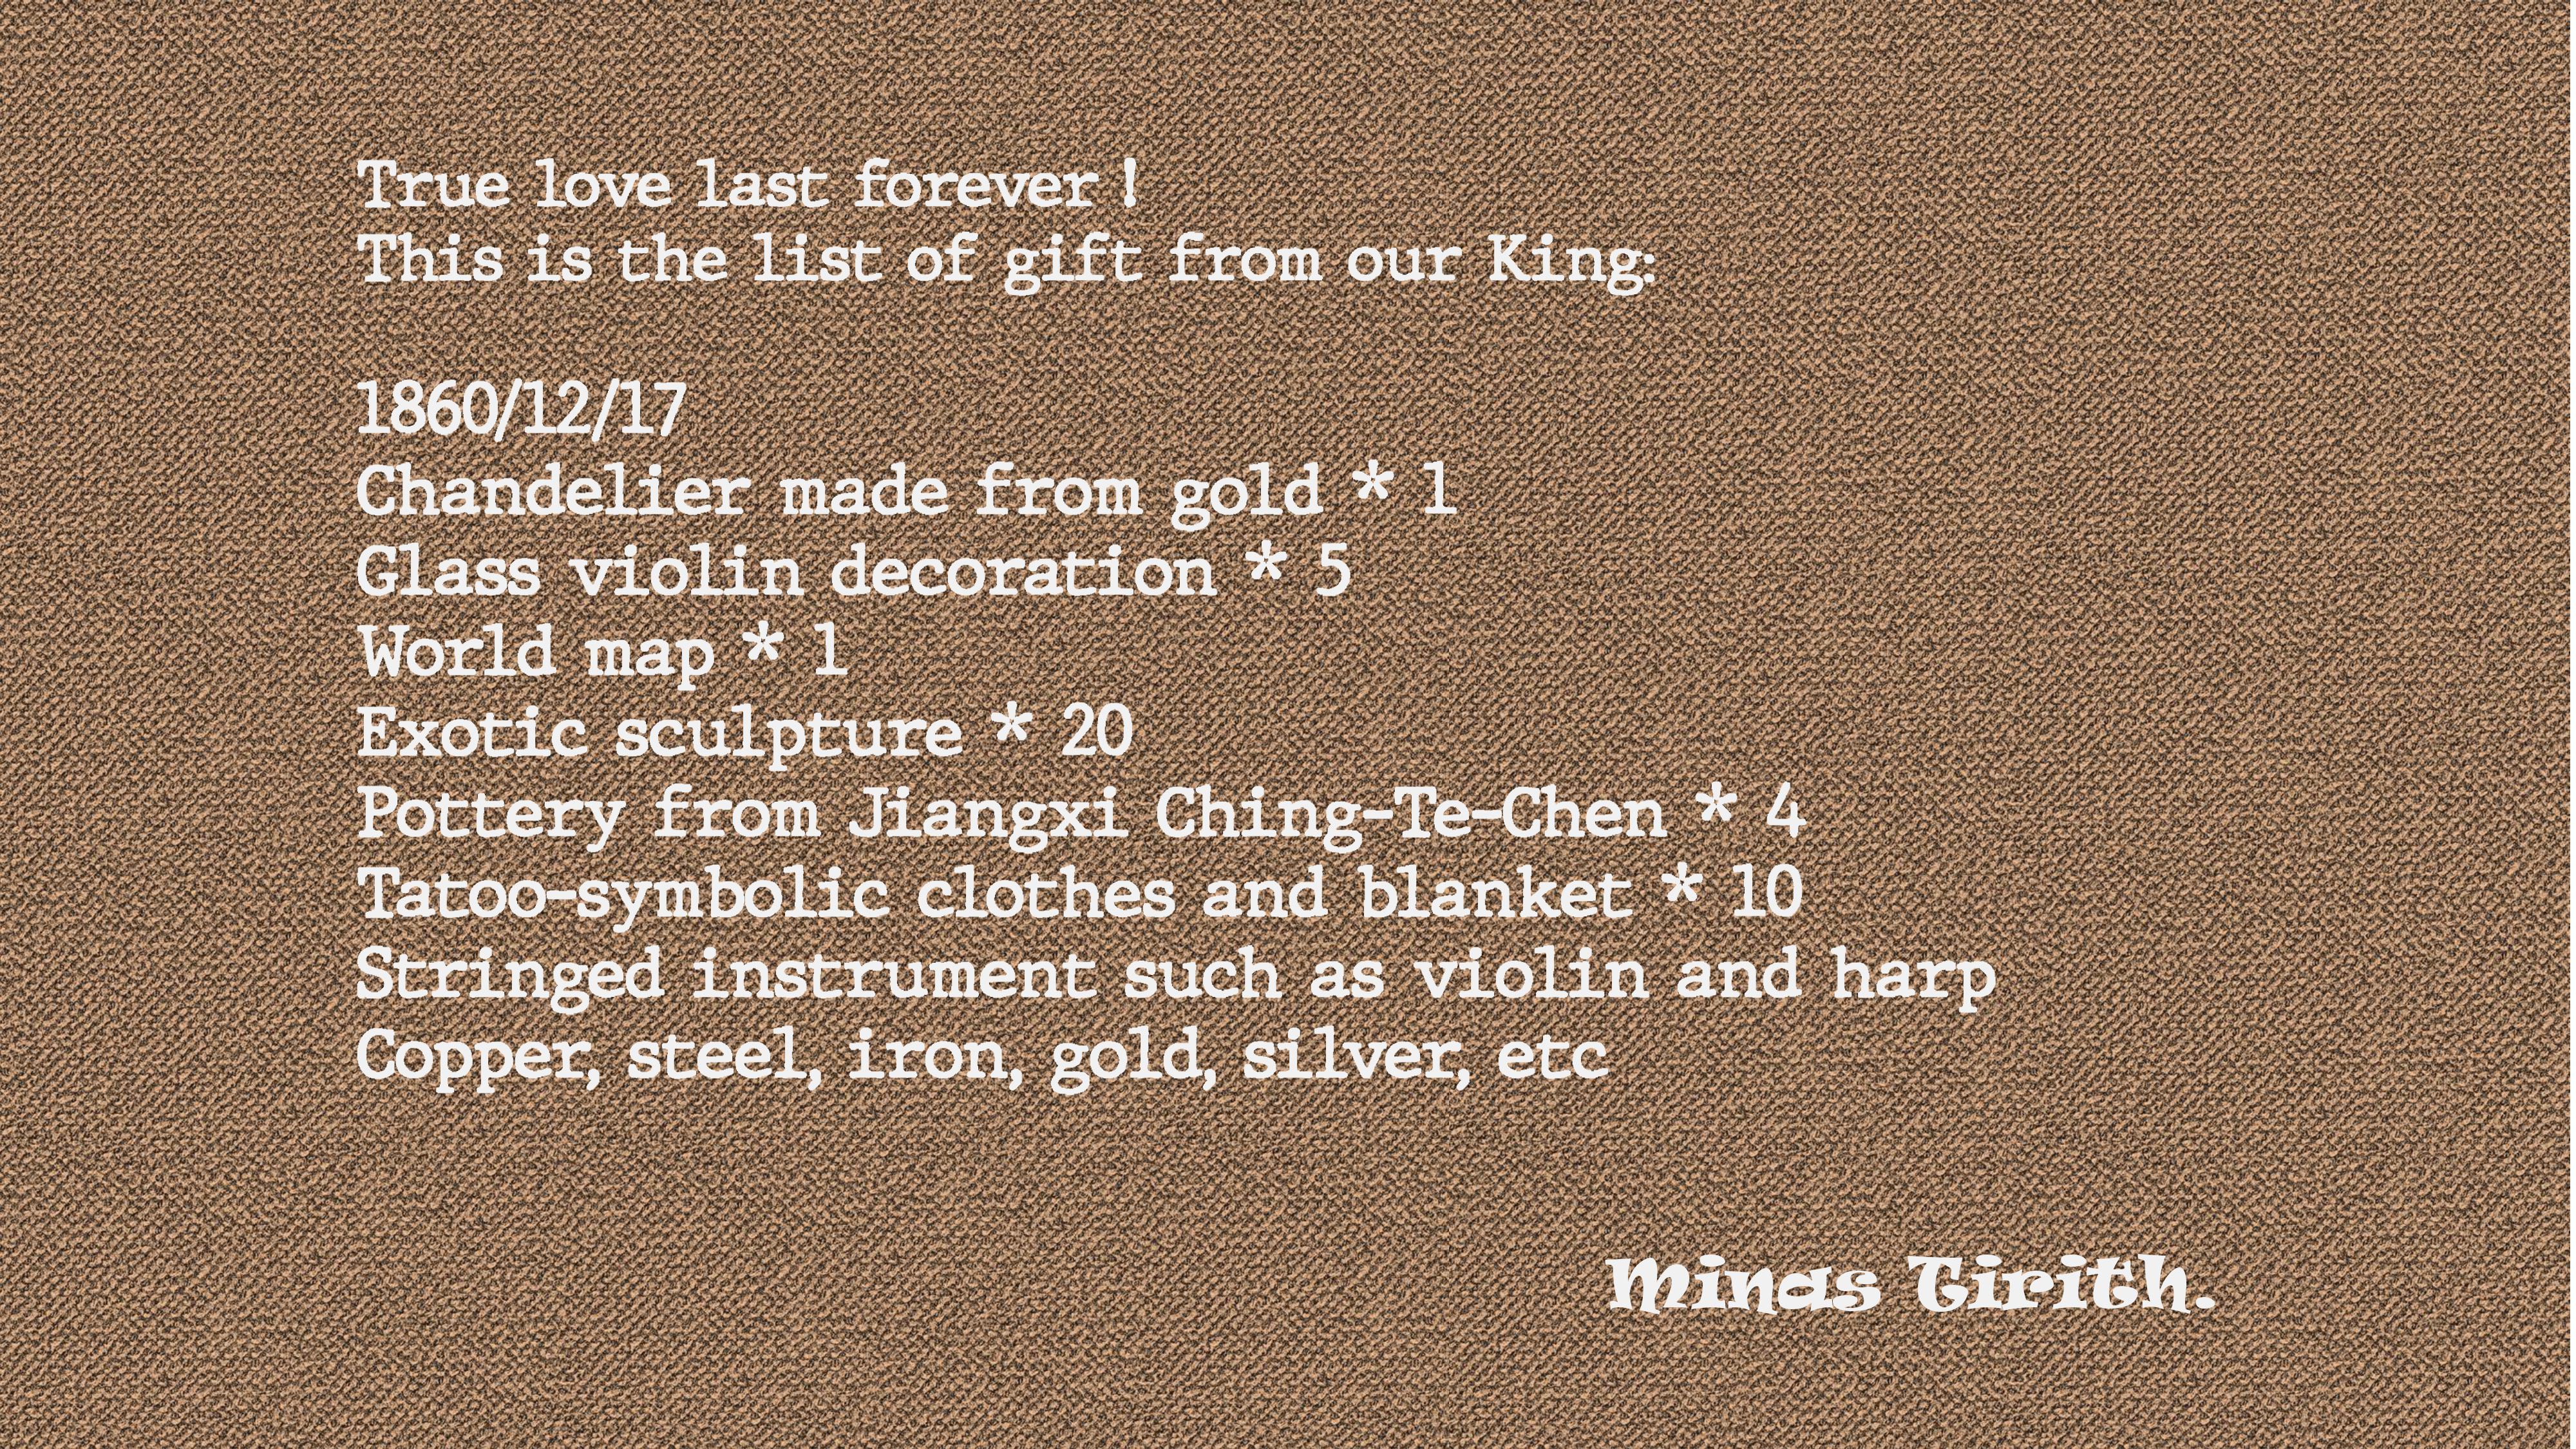 True love last forever !
This is the list of gift from our King:
1860/12/17
Chandelier made from gold * 1
Glass violin decoration * 5
World map * 1
Exotic sculpture * 20
Pottery from Jiangxi Ching-Te-Chen * 4
Tatoo-symbolic clothes and blanket * 10
Stringed instrument such as violin and harp
Copper, steel, iron, gold, silver, etc
Minas Tirith.